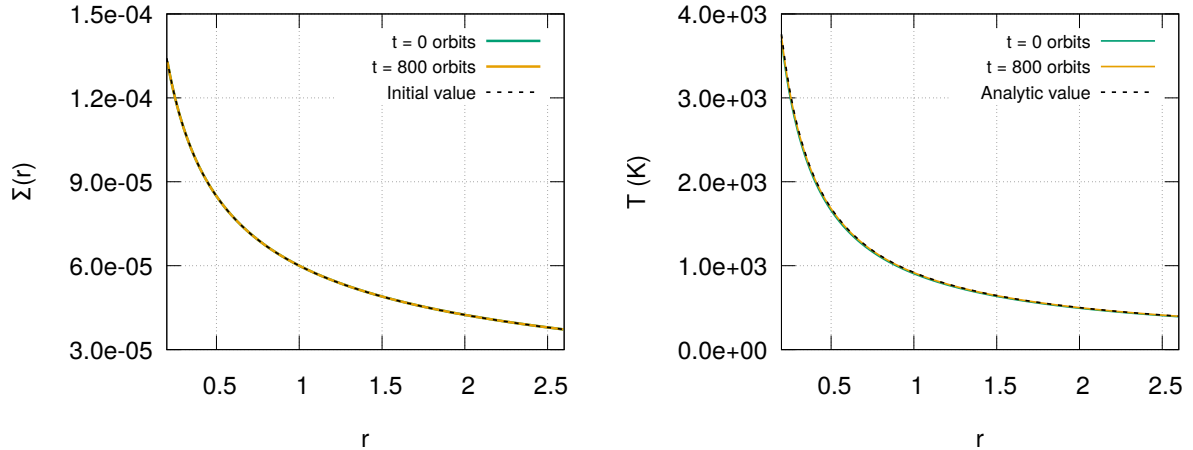 1.5e-04
1.2e-04
9.0e-05
6.0e-05
3.0e-05
Σ(r)
t = 0 orbits
t = 800 orbits
Initial value
0.5 1 1.5 2 2.5
r
4.0e+03
3.0e+03
2.0e+03
1.0e+03
0.0e+00
T (K)
t = 0 orbits
t = 800 orbits
Analytic value
0.5 1 1.5 2 2.5
r